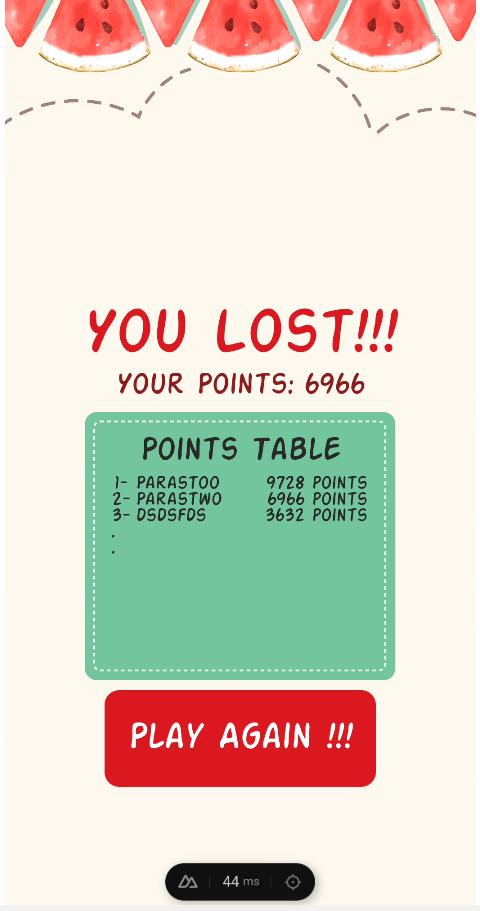 YOU LOST!!!
YOUR POINTS: 6966
POINTS TABLE
1- PARASTOO 9728 POINTS
2- PARASTWO 6966 POINTS
3- DSDSFDS 3632 POINTS
.
.
PLAY AGAIN !!!
44 ms